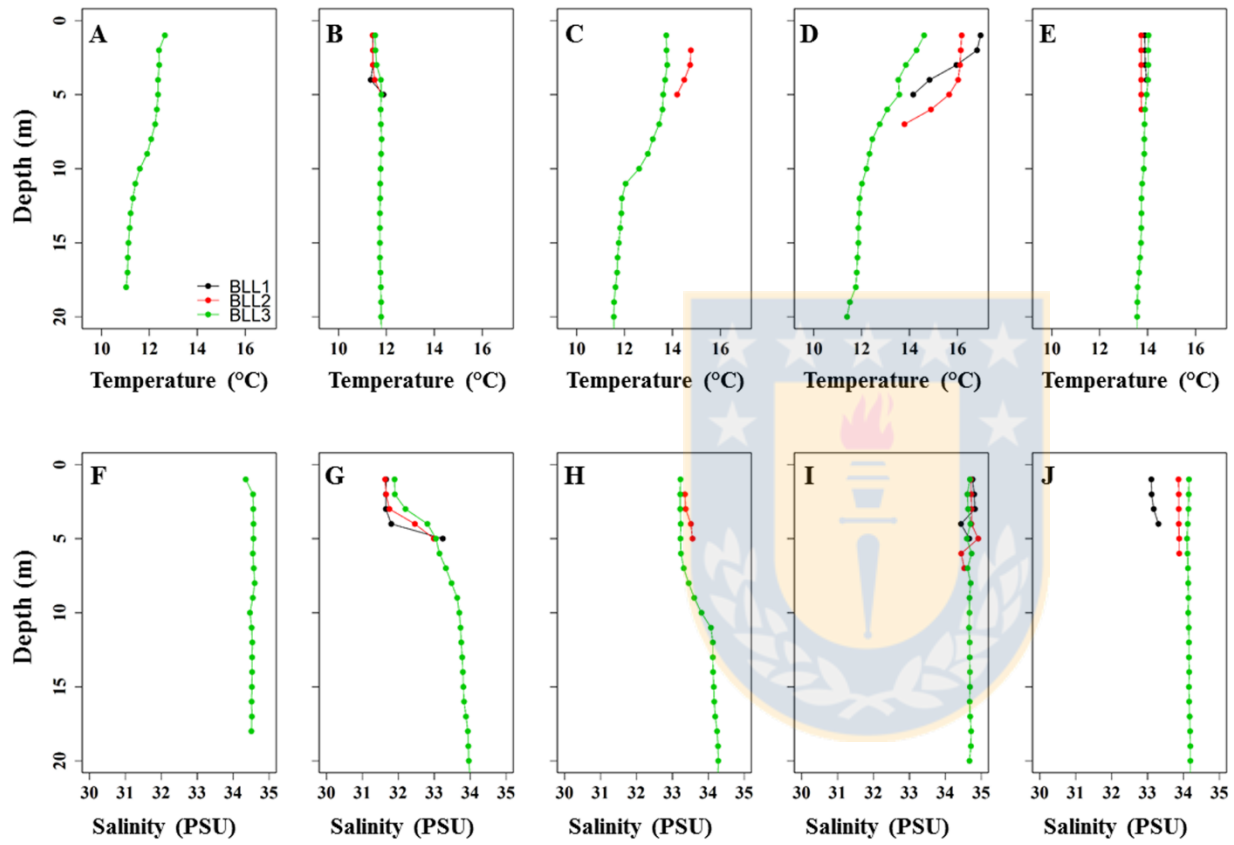 A B C D E
Depth (m)
0
5
10
15
20
BLL1
BLL2
BLL3
10 12 14 16 10 12 14 16 10 12 14 16 10 12 14 16 10 12 14 16
Temperature (°C) Temperature (°C) Temperature (°C) Temperature (°C) Temperature (°C)
F G H I J
Depth (m)
0
5
10
15
20
30 31 32 33 34 35 30 31 32 33 34 35 30 31 32 33 34 35 30 31 32 33 34 35 30 31 32 33 34 35
Salinity (PSU) Salinity (PSU) Salinity (PSU) Salinity (PSU) Salinity (PSU)